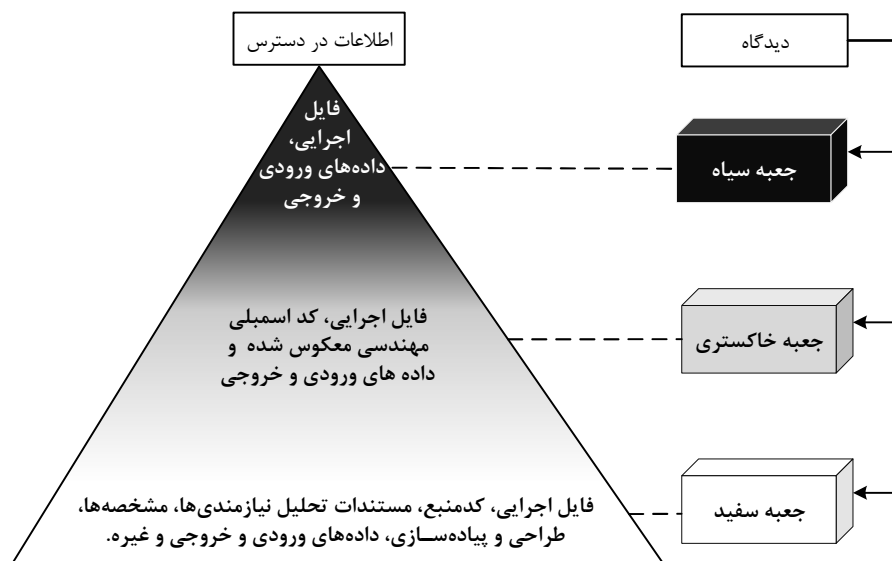 اطلاعات در دسترس
دیدگاه
فایل
اجرایی،
داده‌های ورودی
و خروجی
جعبه سیاه
فایل اجرایی، کد اسمبلی
مهندسی معکوس شده و
داده های ورودی و خروجی
جعبه خاکستری
فایل اجرایی، کدمنبع، مستندات تحلیل نیازمندی‌ها، مشخصه‌ها،
طراحی و پیاده‌ســازی، داده‌های ورودی و خروجی و غیره.
جعبه سفید